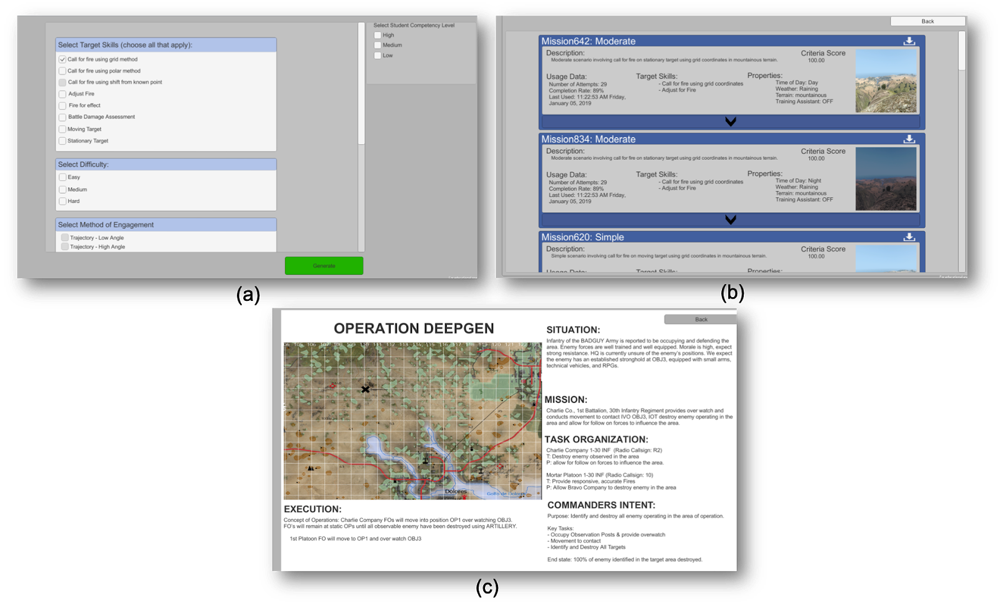 Select Target Skills (choose all that apply):
Call for fire using grid method
Call for fire using polar method
Call for fire using shift from known point
Adjust Fire
Fire for effect
Battle Damage Assessment
Moving Target
Stationary Target
Select Difficulty:
Easy
Medium
Hard
Select Method of Engagement
Trajectory - Low Angle
Trajectory - High Angle
Generate
Select Student Competency Level
High
Medium
Low
(a)
Back
Mission642: Moderate
Description:
Moderate scenario involving call for fire on stationary target using grid coordinates in mountainous terrain.
Criteria Score
100.00
Usage Data:
Number of Attempts: 29
Completion Rate: 89%
Last Used: 11:22:53 AM Friday,
January 05, 2019
Target Skills:
- Call for fire using grid coordinates
- Adjust for Fire
Properties:
Time of Day: Day
Weather: Raining
Terrain: mountainous
Training Assistant: OFF
Mission834: Moderate
Description:
Moderate scenario involving call for fire on stationary target using grid coordinates in mountainous terrain.
Criteria Score
100.00
Usage Data:
Number of Attempts: 29
Completion Rate: 89%
Last Used: 11:22:53 AM Friday,
January 05, 2019
Target Skills:
- Call for fire using grid coordinates
- Adjust for Fire
Properties:
Time of Day: Night
Weather: Raining
Terrain: mountainous
Training Assistant: OFF
Mission620: Simple
Description:
Simple scenario involving call for fire on moving target using grid coordinates in mountainous terrain.
Criteria Score
100.00
Usage Data:
Target Skills:
Properties:
(b)
Back
OPERATION DEEPGEN
105 106 107 108 109 110 111 112 113 114 115 116 117 118 119 120 121
Dolores
Golfo de Dolores
EXECUTION:
Concept of Operations: Charlie Company FOs will move into position OP1 over watching OBJ3.
FO's will remain at static OPs until all observable enemy have been destroyed using ARTILLERY.
1st Platoon FO will move to OP1 and over watch OBJ3
SITUATION:
Infantry of the BADGUY Army is reported to be occupying and defending the
area. Enemy forces are well trained and well equipped. Morale is high, expect
strong resistance. HQ is currently unsure of the enemy's positions. We expect
the enemy has an established stronghold at OBJ3, equipped with small arms,
technical vehicles, and RPGs.
MISSION:
Charlie Co., 1st Battalion, 30th Infantry Regiment provides over watch and
conducts movement to contact IVO OBJ3, IOT destroy enemy operating in the
area and allow for follow on forces to influence the area.
TASK ORGANIZATION:
Charlie Company 1-30 INF (Radio Callsign: R2)
T: Destroy enemy observed in the area
P: allow for follow on forces to influence the area.
Mortar Platoon 1-30 INF (Radio Callsign: 10)
T: Provide responsive, accurate Fires
P: Allow Bravo Company to destroy enemy in the area
COMMANDERS INTENT:
Purpose: Identify and destroy all enemy operating in the area of operation.
Key Tasks:
- Occupy Observation Posts & provide overwatch
- Movement to contact
- Identify and Destroy All Targets
End state: 100% of enemy identified in the target area destroyed.
(c)